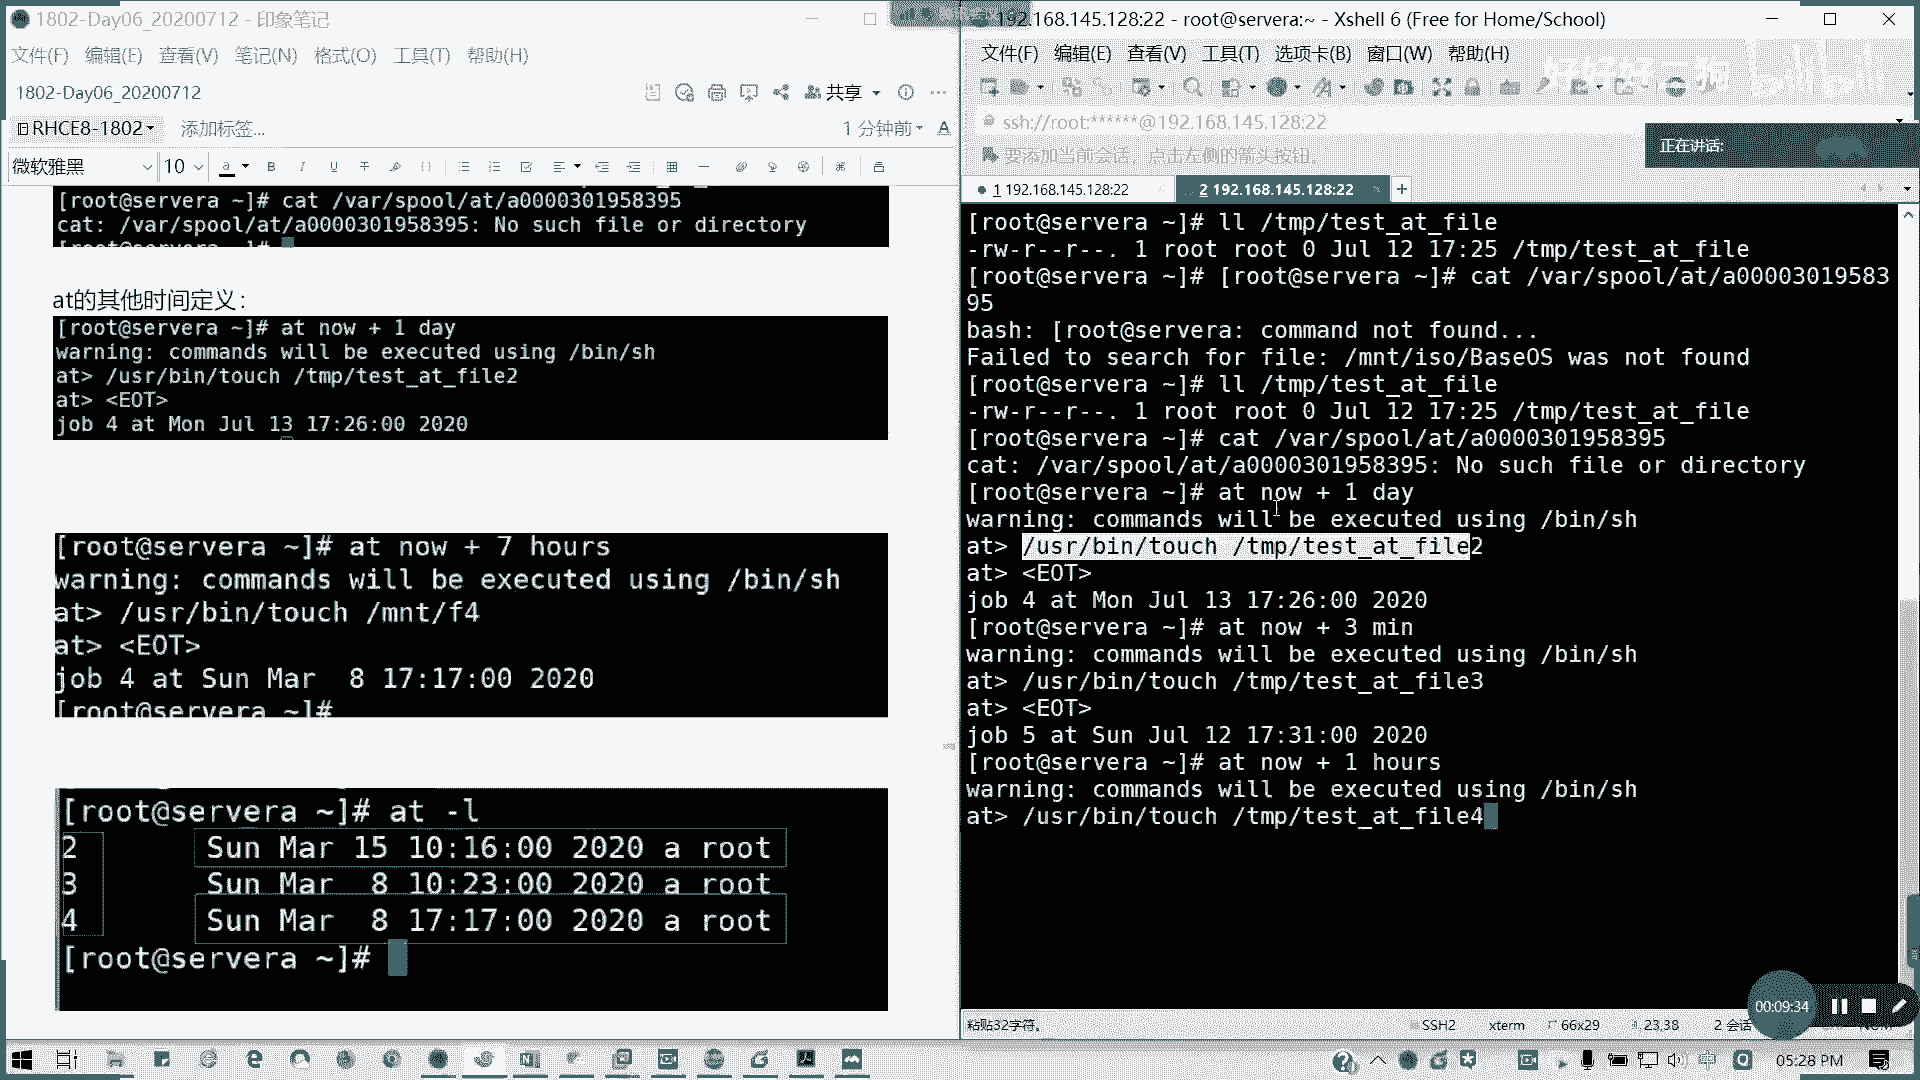 1802-Day06_20200712 - 印象笔记
文件(F) 编辑(E) 查看(V) 笔记(N) 格式(O) 工具(T) 帮助(H)
1802-Day06_20200712
共享
RHCE8-1802 添加标签...
1 分钟前
微软雅黑 10
[root@servera ~]# cat /var/spool/at/a0000301958395
cat: /var/spool/at/a0000301958395: No such file or directory
[root@servera ~]#
at的其他时间定义：
[root@servera ~]# at now + 1 day
warning: commands will be executed using /bin/sh
at> /usr/bin/touch /tmp/test_at_file2
at> <EOT>
job 4 at Mon Jul 13 17:26:00 2020
[root@servera ~]# at now + 7 hours
warning: commands will be executed using /bin/sh
at> /usr/bin/touch /mnt/f4
at> <EOT>
job 4 at Sun Mar  8 17:17:00 2020
[root@servera ~]#
[root@servera ~]# at -l
2 Sun Mar 15 10:16:00 2020 a root
3 Sun Mar  8 10:23:00 2020 a root
4 Sun Mar  8 17:17:00 2020 a root
[root@servera ~]#
192.168.145.128:22 - root@servera:~ - Xshell 6 (Free for Home/School)
文件(F) 编辑(E) 查看(V) 工具(T) 选项卡(B) 窗口(W) 帮助(H)
ssh://root:******@192.168.145.128:22
要添加当前会话，点击左侧的箭头按钮。
正在讲话:
1 192.168.145.128:22
2 192.168.145.128:22
[root@servera ~]# ll /tmp/test_at_file
-rw-r--r--. 1 root root 0 Jul 12 17:25 /tmp/test_at_file
[root@servera ~]# [root@servera ~]# cat /var/spool/at/a00003019583
95
bash: [root@servera: command not found...
Failed to search for file: /mnt/iso/BaseOS was not found
[root@servera ~]# ll /tmp/test_at_file
-rw-r--r--. 1 root root 0 Jul 12 17:25 /tmp/test_at_file
[root@servera ~]# cat /var/spool/at/a0000301958395
cat: /var/spool/at/a0000301958395: No such file or directory
[root@servera ~]# at now + 1 day
warning: commands will be executed using /bin/sh
at> /usr/bin/touch /tmp/test_at_file2
at> <EOT>
job 4 at Mon Jul 13 17:26:00 2020
[root@servera ~]# at now + 3 min
warning: commands will be executed using /bin/sh
at> /usr/bin/touch /tmp/test_at_file3
at> <EOT>
job 5 at Sun Jul 12 17:31:00 2020
[root@servera ~]# at now + 1 hours
warning: commands will be executed using /bin/sh
at> /usr/bin/touch /tmp/test_at_file4
00:09:34
粘贴32字符。 SSH2 xterm 66x29 23,38 2 会话
05:28 PM